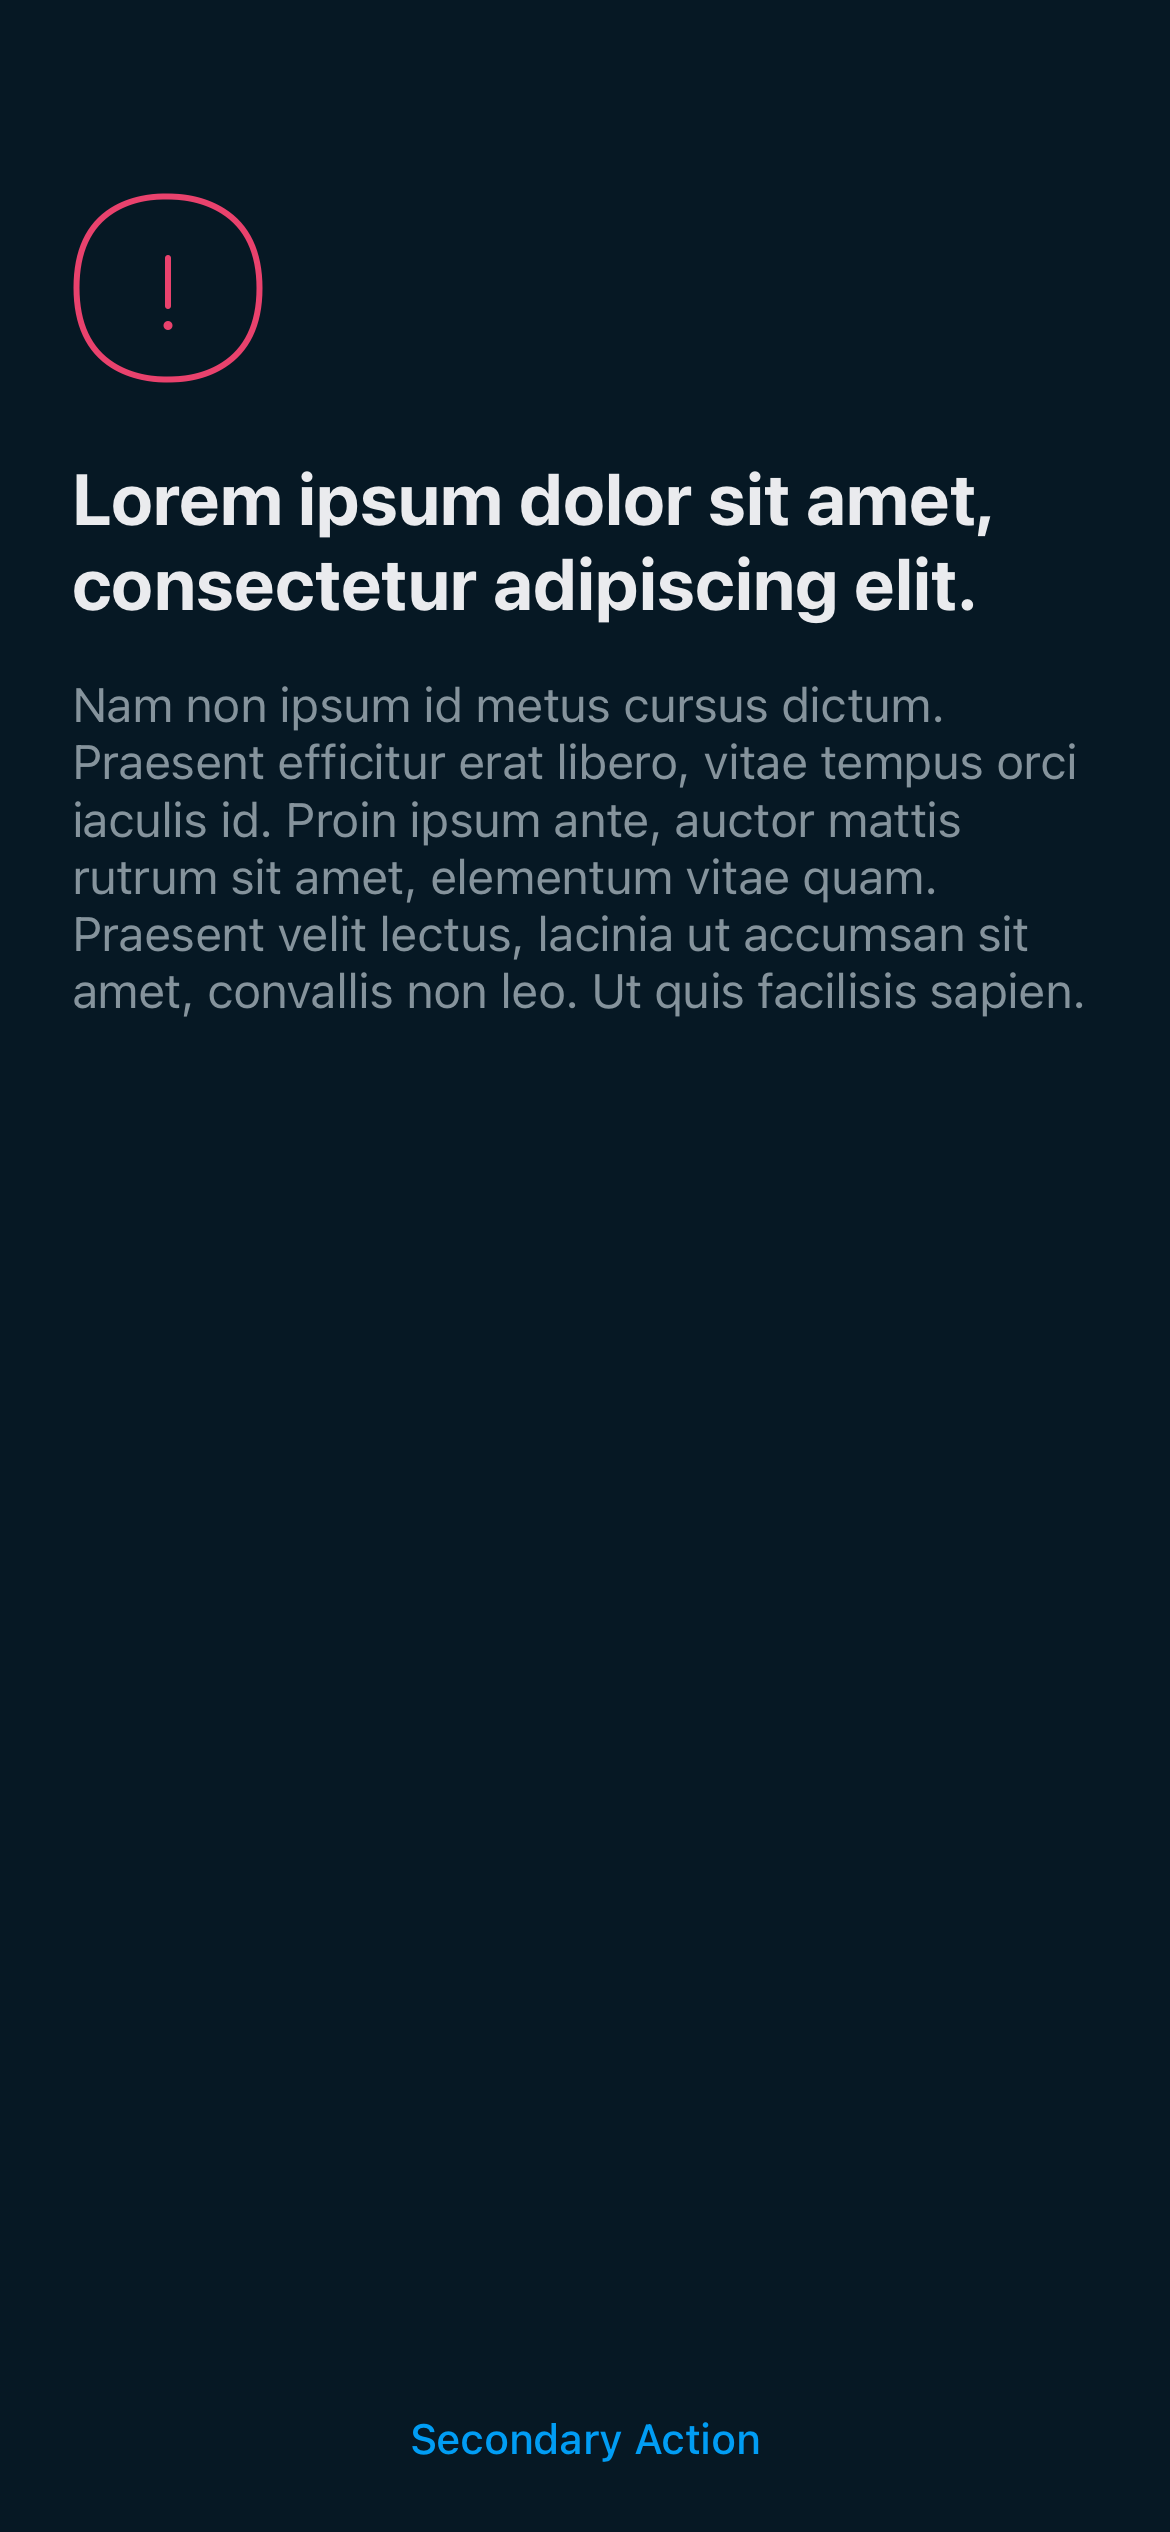 Lorem ipsum dolor sit amet,
consectetur adipiscing elit.
Nam non ipsum id metus cursus dictum.
Praesent efficitur erat libero, vitae tempus orci
iaculis id. Proin ipsum ante, auctor mattis
rutrum sit amet, elementum vitae quam.
Praesent velit lectus, lacinia ut accumsan sit
amet, convallis non leo. Ut quis facilisis sapien.
Secondary Action